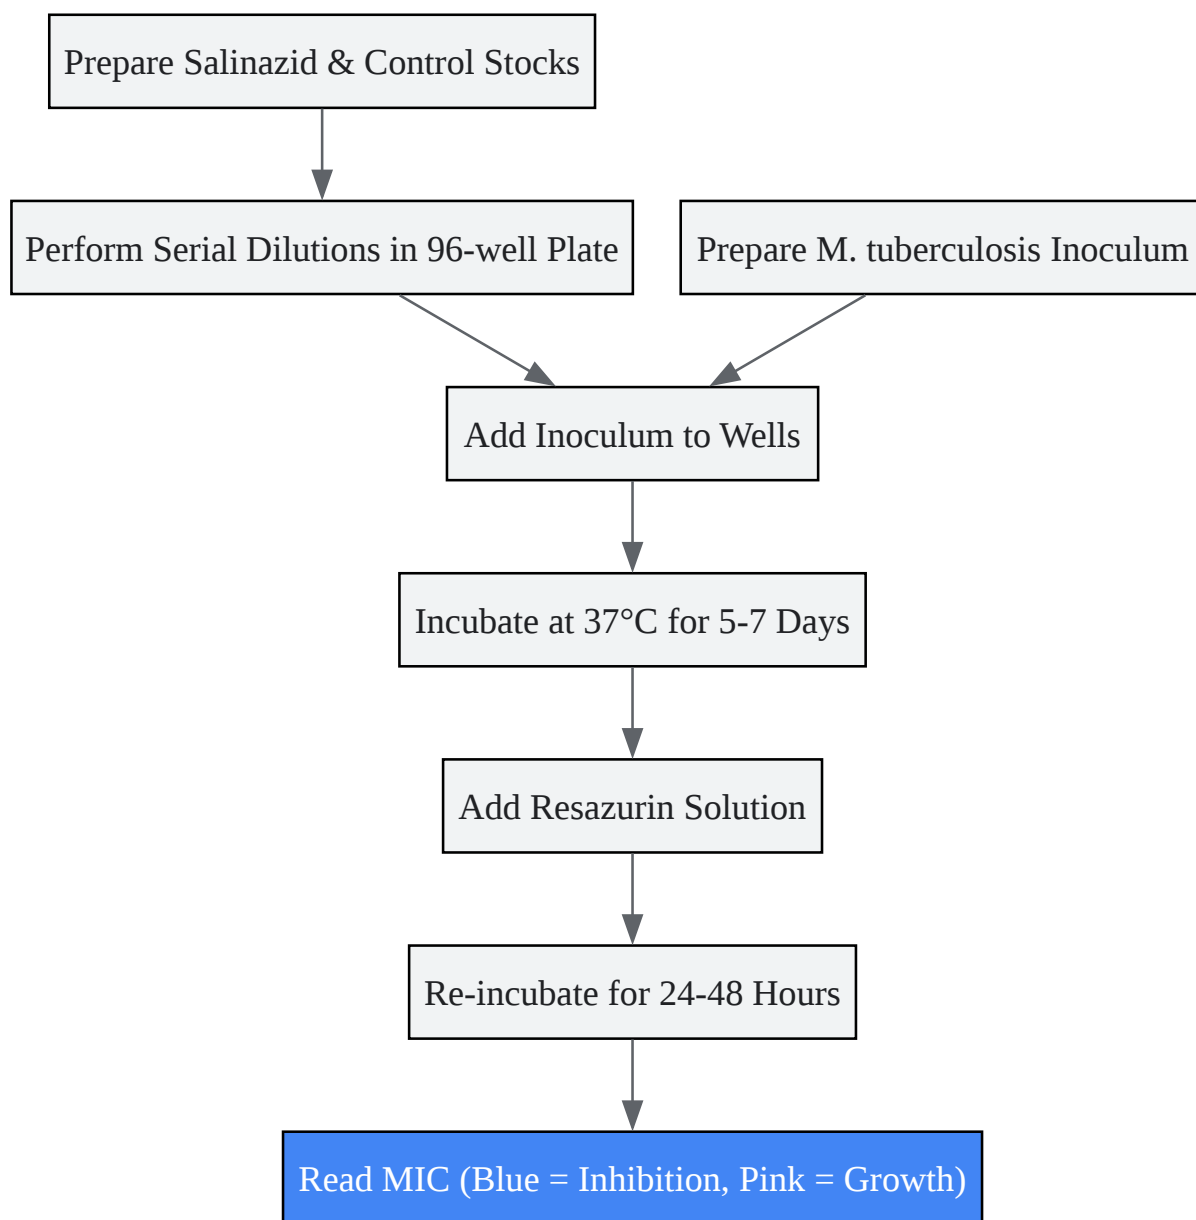 Prepare Salinazid & Control Stocks
Perform Serial Dilutions in 96-well Plate
Prepare M. tuberculosis Inoculum
Add Inoculum to Wells
Incubate at 37°C for 5-7 Days
Add Resazurin Solution
Re-incubate for 24-48 Hours
Read MIC (Blue = Inhibition, Pink = Growth)